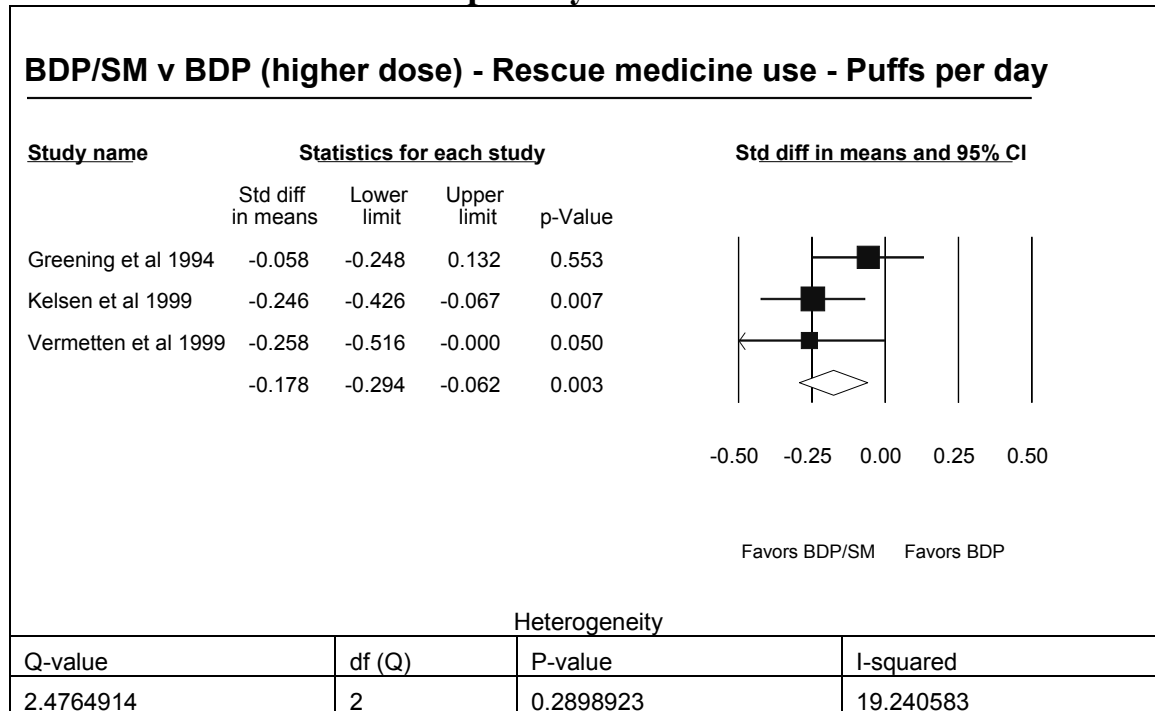 BDP/SM v BDP (higher dose) - Rescue medicine use - Puffs per day
Study name Statistics for each study Std diff in means and 95% CI
Std diff in means Lower limit Upper limit p-Value
Greening et al 1994 -0.058 -0.248 0.132 0.553
Kelsen et al 1999 -0.246 -0.426 -0.067 0.007
Vermetten et al 1999 -0.258 -0.516 -0.000 0.050
-0.178 -0.294 -0.062 0.003
-0.50 -0.25 0.00 0.25 0.50
Favors BDP/SM Favors BDP
Heterogeneity
Q-value df (Q) P-value I-squared
2.4764914 2 0.2898923 19.240583